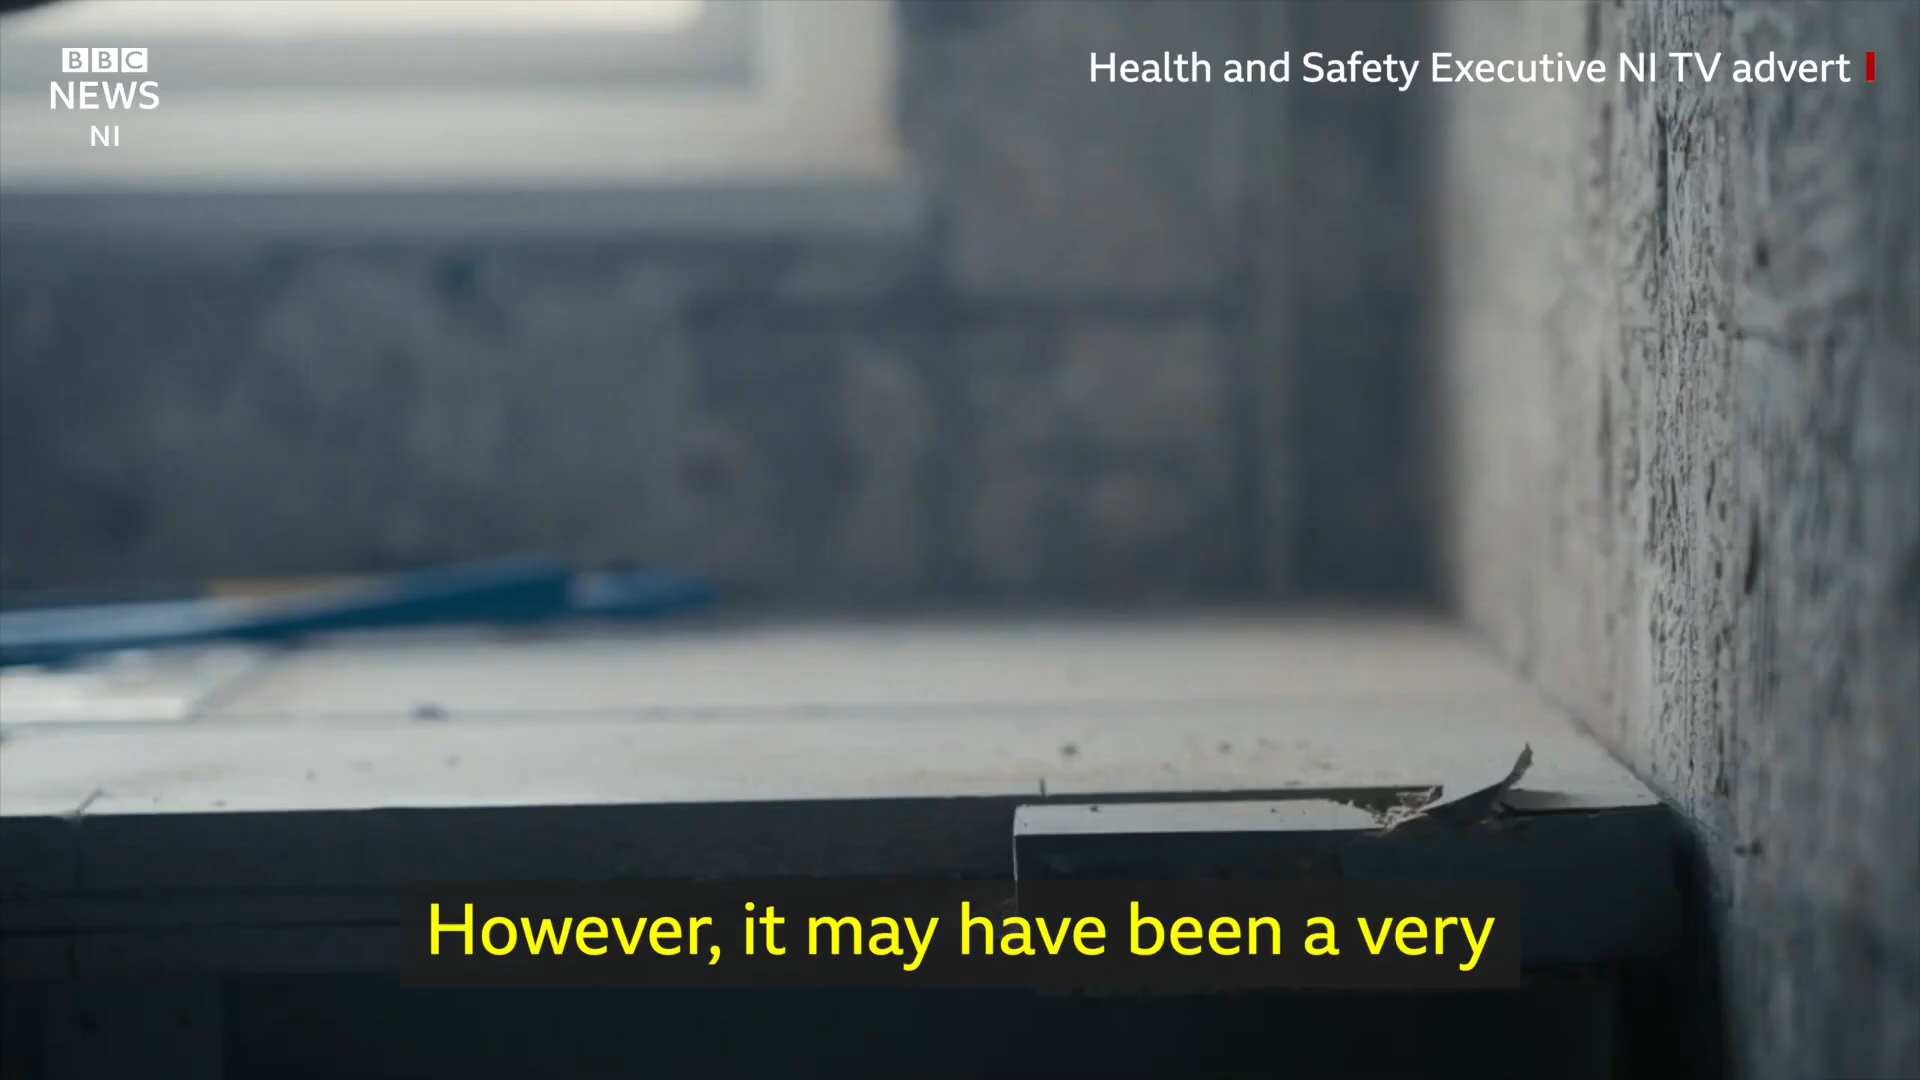 BBC
NEWS
NI
Health and Safety Executive NI TV advert
However, it may have been a very